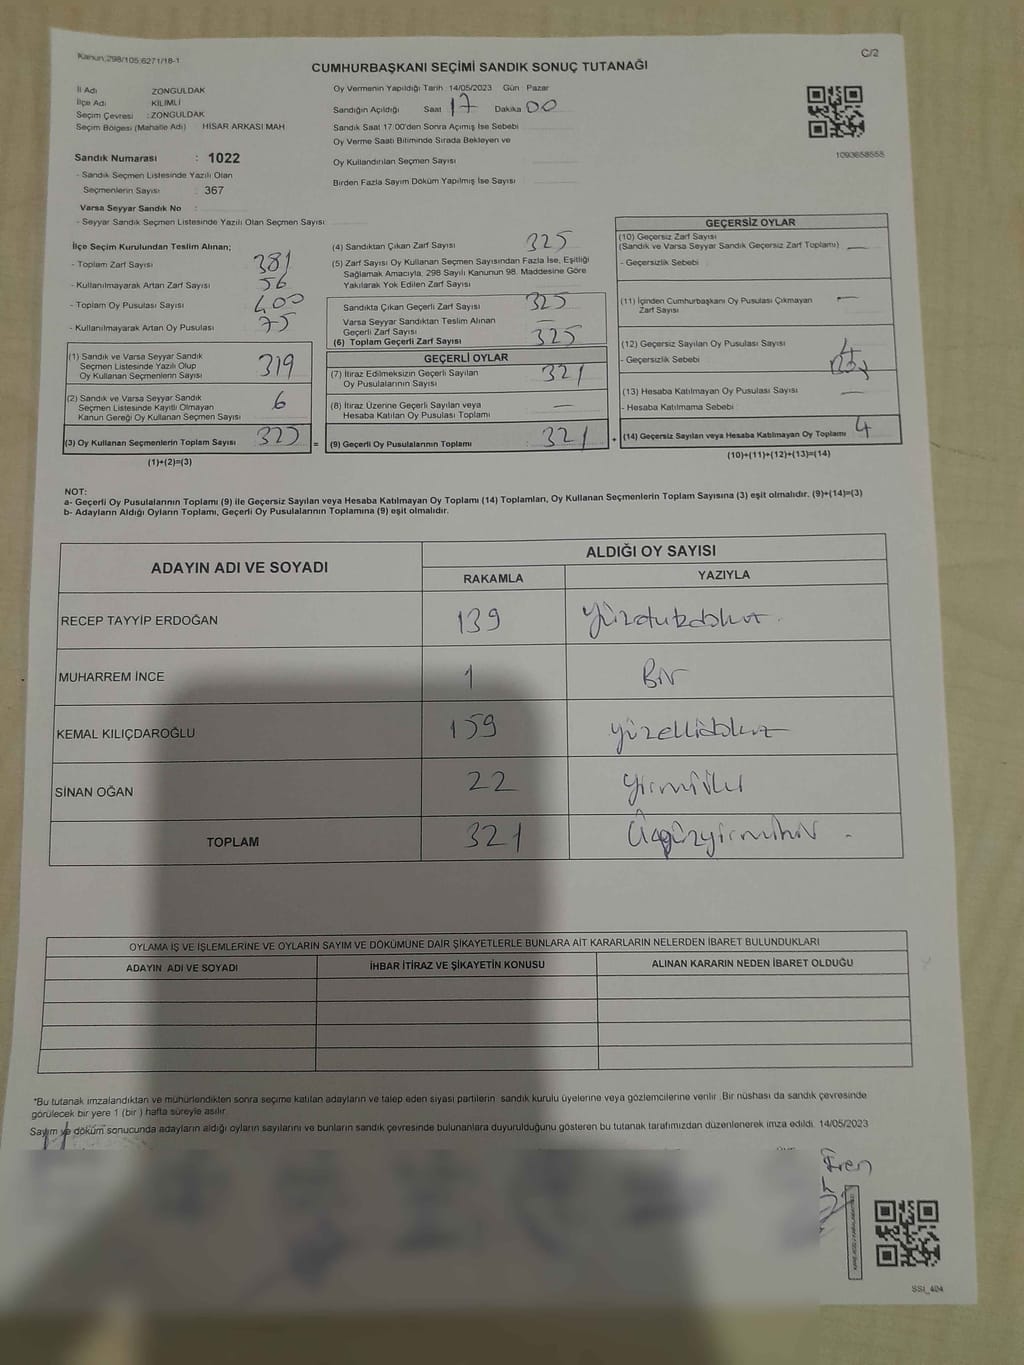 Kanun;298/105;6271/18-1
C/2
CUMHURBAŞKANI SEÇİMİ SANDIK SONUÇ TUTANAĞI
İl Adı ZONGULDAK
İlçe Adı KİLİMLİ
Seçim Çevresi : ZONGULDAK
Seçim Bölgesi (Mahalle Adı) HİSAR ARKASI MAH
Sandık Numarası : 1022
- Sandık Seçmen Listesinde Yazılı Olan
Seçmenlerin Sayısı : 367
Varsa Seyyar Sandık No :
- Seyyar Sandık Seçmen Listesinde Yazılı Olan Seçmen Sayısı
Oy Vermenin Yapıldığı Tarih 14/05/2023 Gün Pazar
Sandığın Açıldığı Saat 17 Dakika 00
Sandık Saat 17:00'den Sonra Açımış İse Sebebi
Oy Verme Saati Bitiminde Sırada Bekleyen ve
Oy Kullandırılan Seçmen Sayısı
Birden Fazla Sayım Döküm Yapılmış İse Sayısı
1093658555
İlçe Seçim Kurulundan Teslim Alınan;
- Toplam Zarf Sayısı 381
- Kullanılmayarak Artan Zarf Sayısı 56
- Toplam Oy Pusulası Sayısı 400
- Kullanılmayarak Artan Oy Pusulası 75
(1) Sandık ve Varsa Seyyar Sandık
Seçmen Listesinde Yazılı Olup
Oy Kullanan Seçmenlerin Sayısı 319
(2) Sandık ve Varsa Seyyar Sandık
Seçmen Listesinde Kayıtlı Olmayan
Kanun Gereği Oy Kullanan Seçmen Sayısı 6
(3) Oy Kullanan Seçmenlerin Toplam Sayısı 325 =
(1)+(2)=(3)
(4) Sandıktan Çıkan Zarf Sayısı 325
(5) Zarf Sayısı Oy Kullanan Seçmen Sayısından Fazla İse, Eşitliği
Sağlamak Amacıyla, 298 Sayılı Kanunun 98. Maddesine Göre
Yakılarak Yok Edilen Zarf Sayısı
Sandıkta Çıkan Geçerli Zarf Sayısı 325
Varsa Seyyar Sandıktan Teslim Alınan
Geçerli Zarf Sayısı —
(6) Toplam Geçerli Zarf Sayısı 325
GEÇERLİ OYLAR
(7) İtiraz Edilmeksizin Geçerli Sayılan
Oy Pusulalarının Sayısı 321
(8) İtiraz Üzerine Geçerli Sayılan veya
Hesaba Katılan Oy Pusulası Toplamı
(9) Geçerli Oy Pusulalarının Toplamı : 321 +
GEÇERSİZ OYLAR
(10) Geçersiz Zarf Sayısı
(Sandık ve Varsa Seyyar Sandık Geçersiz Zarf Toplamı) —
- Geçersizlik Sebebi
(11) İçinden Cumhurbaşkanı Oy Pusulası Çıkmayan —
Zarf Sayısı
(12) Geçersiz Sayılan Oy Pusulası Sayısı 4
- Geçersizlik Sebebi
(13) Hesaba Katılmayan Oy Pusulası Sayısı —
- Hesaba Katılmama Sebebi
(14) Geçersiz Sayılan veya Hesaba Katılmayan Oy Toplamı 4
(10)+(11)+(12)+(13)=(14)
NOT:
a- Geçerli Oy Pusulalarının Toplamı (9) ile Geçersiz Sayılan veya Hesaba Katılmayan Oy Toplamı (14) Toplamları, Oy Kullanan Seçmenlerin Toplam Sayısına (3) eşit olmalıdır. (9)+(14)=(3)
b- Adayların Aldığı Oyların Toplamı, Geçerli Oy Pusulalarının Toplamına (9) eşit olmalıdır.
ADAYIN ADI VE SOYADI
ALDIĞI OY SAYISI
RAKAMLA YAZIYLA
RECEP TAYYİP ERDOĞAN 139 yüzotuzdokuz
MUHARREM İNCE 1 Bir
KEMAL KILIÇDAROĞLU 159 yüzellidokuz
SİNAN OĞAN 22 yirmiiki
TOPLAM 321 Üçyüzyirmibir
OYLAMA İŞ VE İŞLEMLERİNE VE OYLARIN SAYIM VE DÖKÜMÜNE DAİR ŞİKAYETLERLE BUNLARA AİT KARARLARIN NELERDEN İBARET BULUNDUKLARI
ADAYIN ADI VE SOYADI İHBAR İTİRAZ VE ŞİKAYETİN KONUSU ALINAN KARARIN NEDEN İBARET OLDUĞU
*Bu tutanak imzalandıktan ve mühürlendikten sonra seçime katılan adayların ve talep eden siyasi partilerin sandık kurulu üyelerine veya gözlemcilerine verilir. Bir nüshası da sandık çevresinde
görülecek bir yere 1 (bir) hafta süreyle asılır.
Sayım ve döküm sonucunda adayların aldığı oyların sayılarını ve bunların sandık çevresinde bulunanlara duyurulduğunu gösteren bu tutanak tarafımızdan düzenlenerek imza edildi. 14/05/2023
Eren
SSI_404